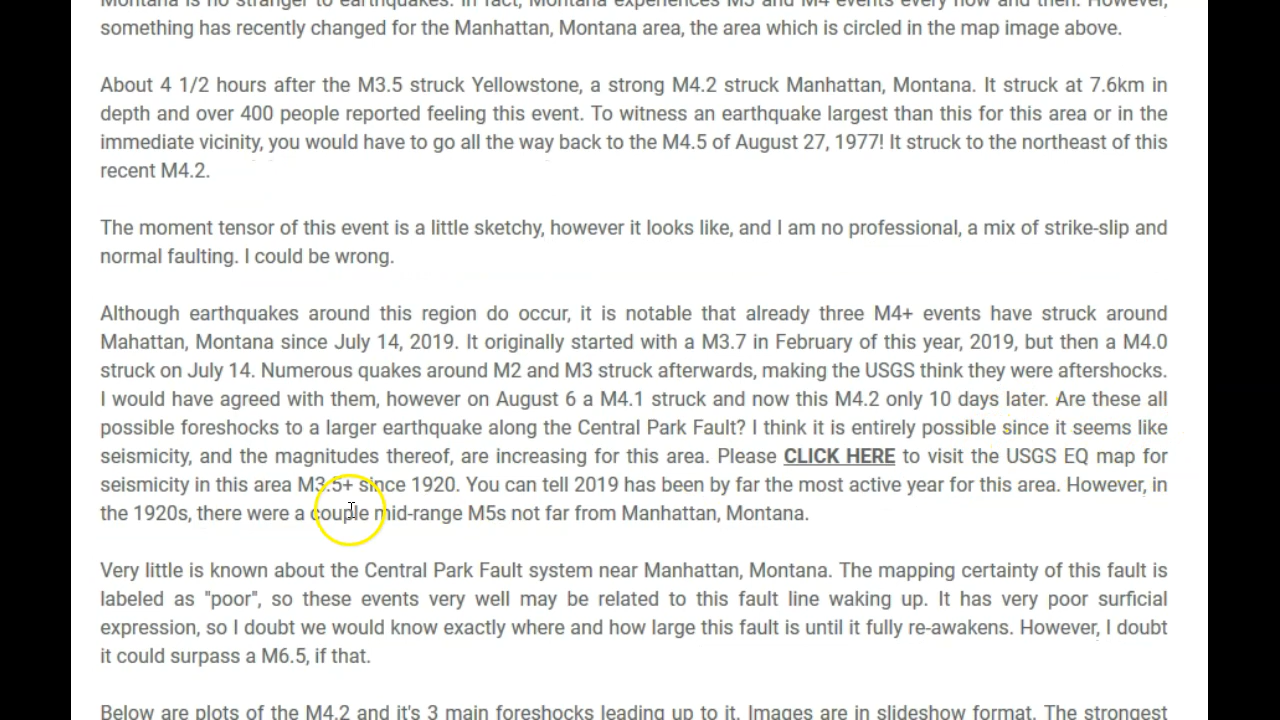 Montana is no stranger to earthquakes. In fact, Montana experiences M3 and M4 events every now and then. However,
something has recently changed for the Manhattan, Montana area, the area which is circled in the map image above.
About 4 1/2 hours after the M3.5 struck Yellowstone, a strong M4.2 struck Manhattan, Montana. It struck at 7.6km in
depth and over 400 people reported feeling this event. To witness an earthquake largest than this for this area or in the
immediate vicinity, you would have to go all the way back to the M4.5 of August 27, 1977! It struck to the northeast of this
recent M4.2.
The moment tensor of this event is a little sketchy, however it looks like, and I am no professional, a mix of strike-slip and
normal faulting. I could be wrong.
Although earthquakes around this region do occur, it is notable that already three M4+ events have struck around
Mahattan, Montana since July 14, 2019. It originally started with a M3.7 in February of this year, 2019, but then a M4.0
struck on July 14. Numerous quakes around M2 and M3 struck afterwards, making the USGS think they were aftershocks.
I would have agreed with them, however on August 6 a M4.1 struck and now this M4.2 only 10 days later. Are these all
possible foreshocks to a larger earthquake along the Central Park Fault? I think it is entirely possible since it seems like
seismicity, and the magnitudes thereof, are increasing for this area. Please CLICK HERE to visit the USGS EQ map for
seismicity in this area M3.5+ since 1920. You can tell 2019 has been by far the most active year for this area. However, in
the 1920s, there were a couple mid-range M5s not far from Manhattan, Montana.
Very little is known about the Central Park Fault system near Manhattan, Montana. The mapping certainty of this fault is
labeled as "poor", so these events very well may be related to this fault line waking up. It has very poor surficial
expression, so I doubt we would know exactly where and how large this fault is until it fully re-awakens. However, I doubt
it could surpass a M6.5, if that.
Below are plots of the M4.2 and it's 3 main foreshocks leading up to it. Images are in slideshow format. The strongest